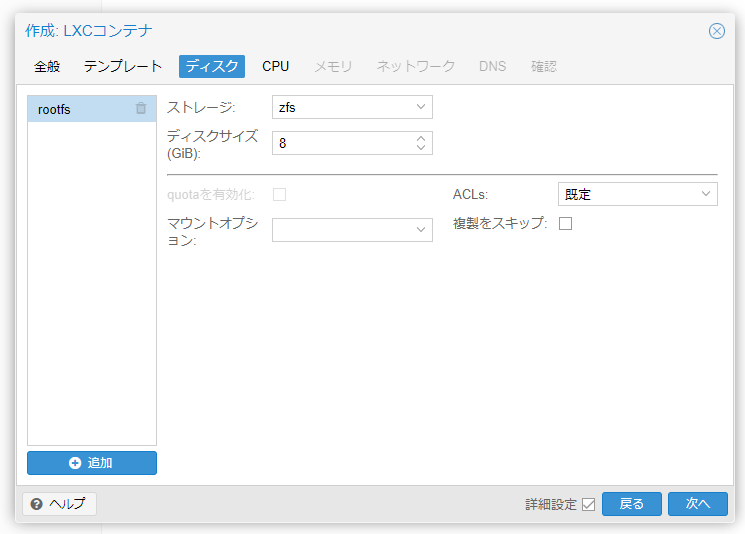 作成: LXCコンテナ
全般 テンプレート ディスク CPU メモリ ネットワーク DNS 確認
rootfs
ストレージ: zfs
ディスクサイズ
(GiB): 8
quotaを有効化: ACLs: 既定
マウントオプシ
ョン: 複製をスキップ:
追加
ヘルプ 詳細設定 戻る 次へ